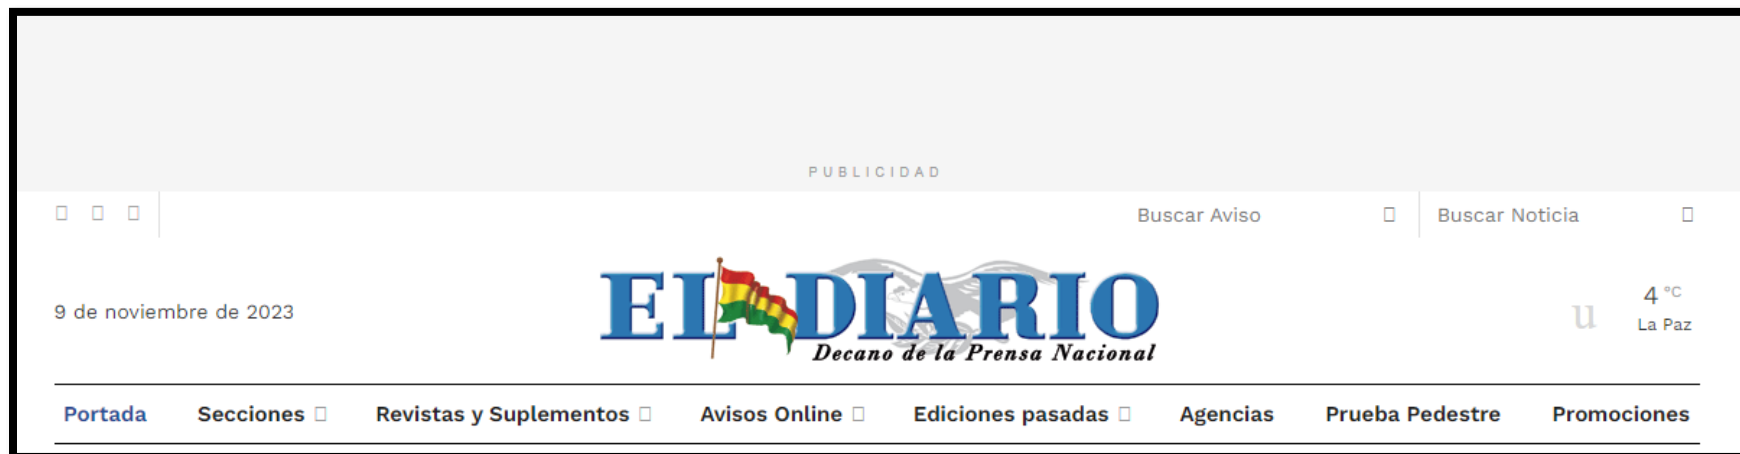 PUBLICIDAD
Buscar Aviso Buscar Noticia
EL DIARIO
Decano de la Prensa Nacional
9 de noviembre de 2023
u
4 °C
La Paz
Portada Secciones Revistas y Suplementos Avisos Online Ediciones pasadas Agencias Prueba Pedestre Promociones